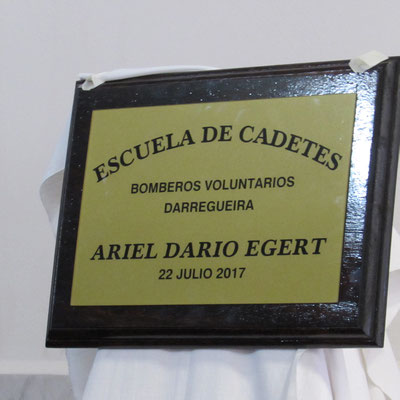 ESCUELA DE CADETES
BOMBEROS VOLUNTARIOS
DARREGUEIRA
ARIEL DARIO EGERT
22 JULIO 2017